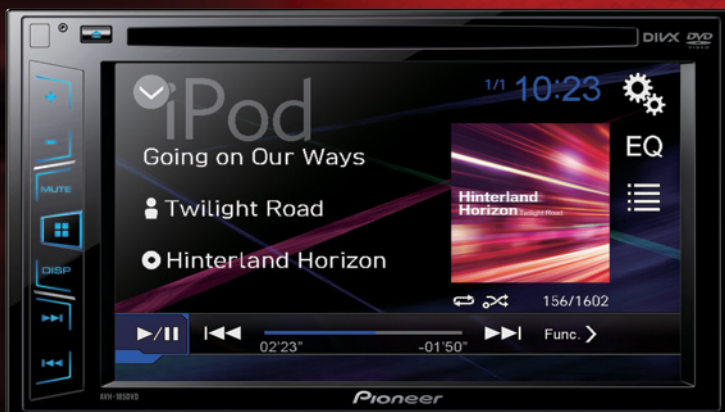 DIVX DVD
VIDEO
1/1 10:23
iPod
EQ
Going on Our Ways
Twilight Road
Hinterland Horizon
Hinterland
Horizon Twilight Road
MUTE
DISP
156/1602
02'23" -01'50"
Func.
AVH-185DVD
Pioneer